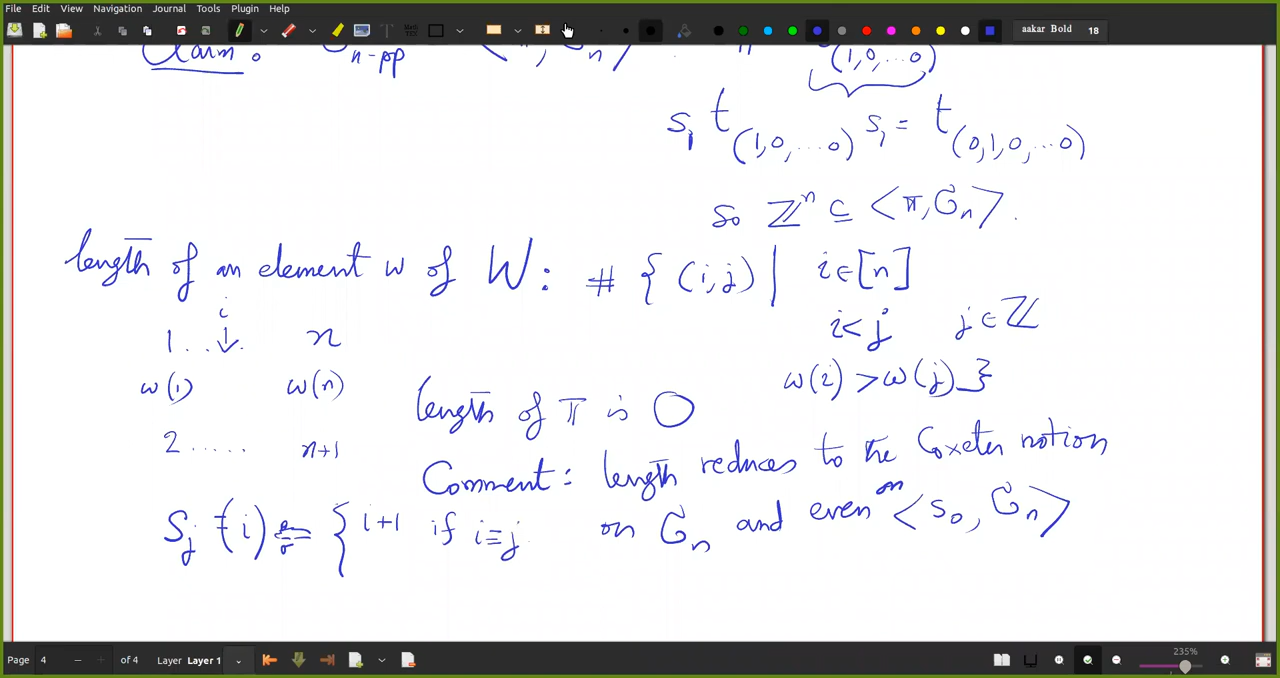 File Edit View Navigation Journal Tools Plugin Help
aakar Bold 18
Claim: 𝔖n-pp
(1,0,...0)
s₁ t(1,0,...0) s₁ = t(0,1,0,...0)
so ℤⁿ ⊆ <π, 𝔖n>.
length of an element w of W: # { (i,j) | i∈[n]
i<j j∈ℤ
w(i) > w(j) }
i
1...↓. n
w(1) w(n)
2 ..... n+1
length of π is 0
Comment: length reduces to the Coxeter notion
on 𝔖n and even on <s₀, 𝔖n>
Sj(i) = { i+1 if i≡j
Page 4 of 4 Layer Layer 1 235%